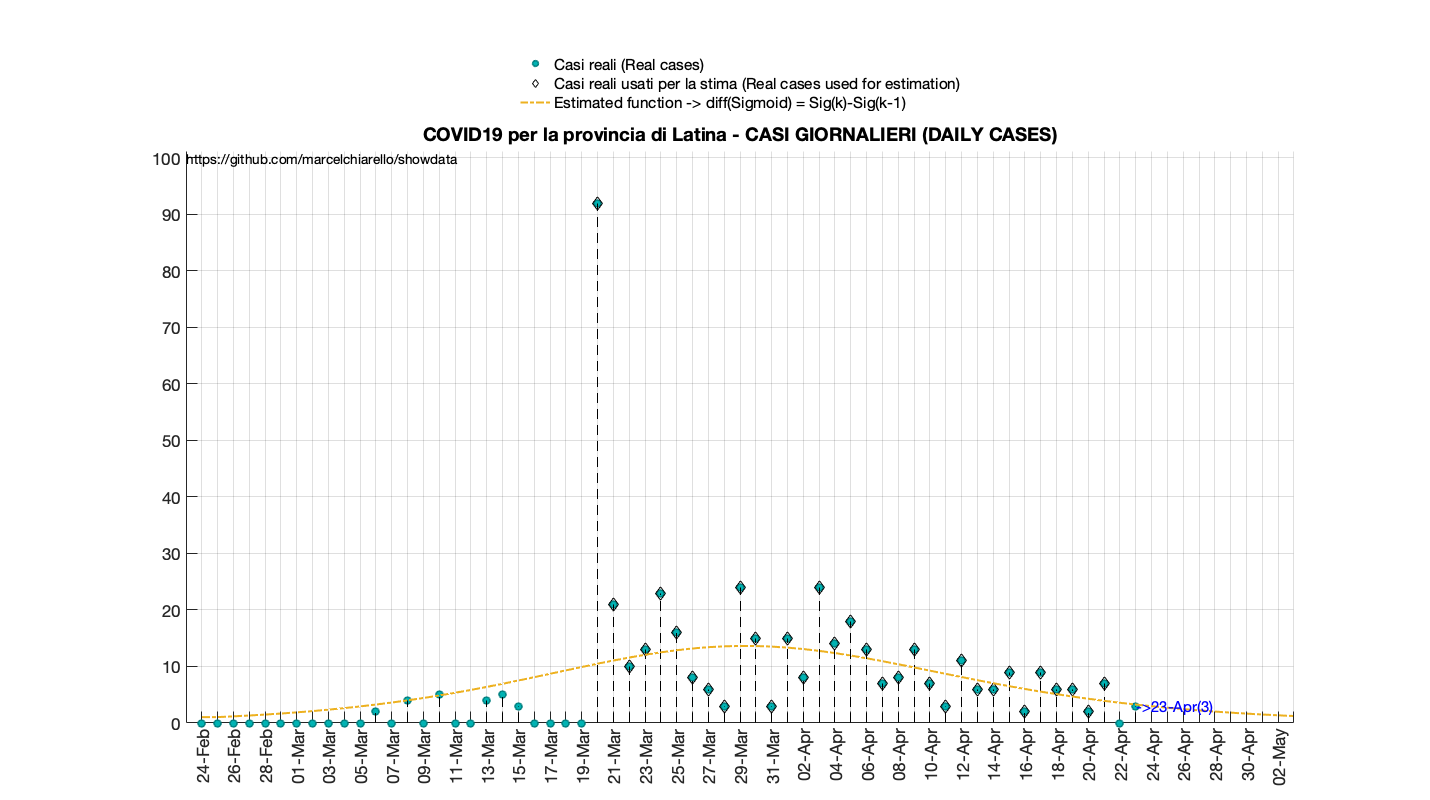 Casi reali (Real cases)
Casi reali usati per la stima (Real cases used for estimation)
Estimated function -> diff(Sigmoid) = Sig(k)-Sig(k-1)
COVID19 per la provincia di Latina - CASI GIORNALIERI (DAILY CASES)
https://github.com/marcelchiarello/showdata
100
90
80
70
60
50
40
30
20
10
0
->23-Apr(3)
24-Feb
26-Feb
28-Feb
01-Mar
03-Mar
05-Mar
07-Mar
09-Mar
11-Mar
13-Mar
15-Mar
17-Mar
19-Mar
21-Mar
23-Mar
25-Mar
27-Mar
29-Mar
31-Mar
02-Apr
04-Apr
06-Apr
08-Apr
10-Apr
12-Apr
14-Apr
16-Apr
18-Apr
20-Apr
22-Apr
24-Apr
26-Apr
28-Apr
30-Apr
02-May